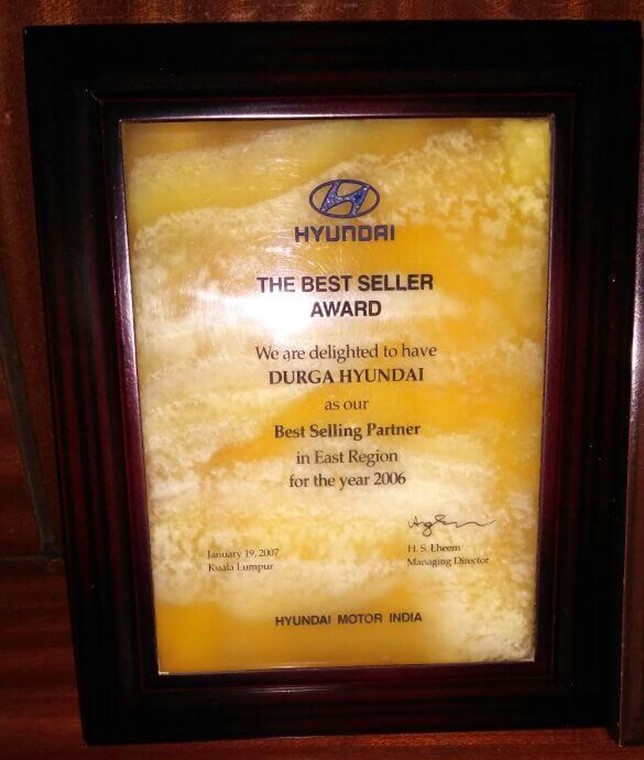 HYUNDAI
THE BEST SELLER
AWARD
We are delighted to have
DURGA HYUNDAI
as our
Best Selling Partner
in East Region
for the year 2006
January 19, 2007
Kuala Lumpur
H. S. Lheem
Managing Director
HYUNDAI MOTOR INDIA